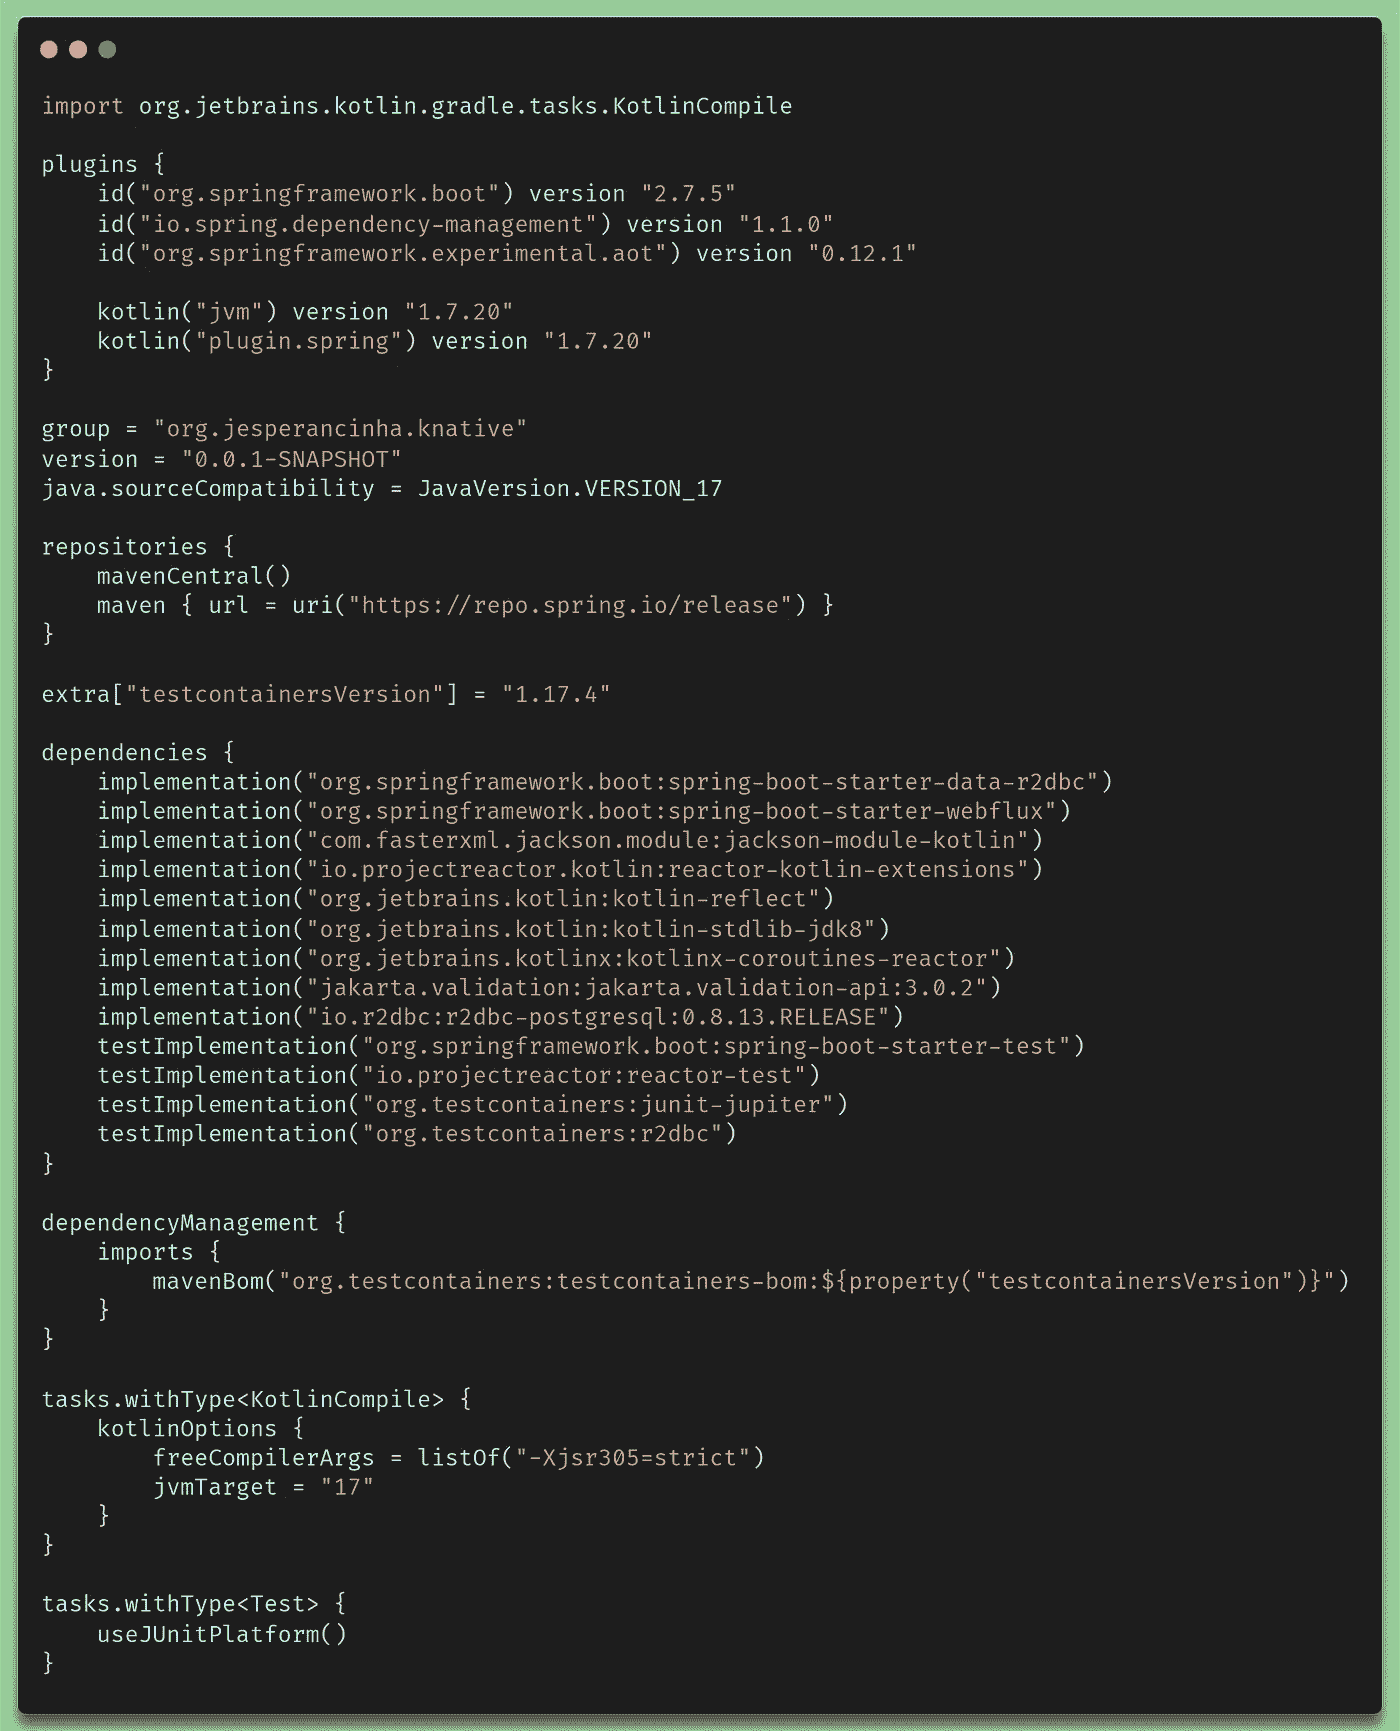 import org.jetbrains.kotlin.gradle.tasks.KotlinCompile
plugins {
    id("org.springframework.boot") version "2.7.5"
    id("io.spring.dependency-management") version "1.1.0"
    id("org.springframework.experimental.aot") version "0.12.1"
    kotlin("jvm") version "1.7.20"
    kotlin("plugin.spring") version "1.7.20"
}
group = "org.jesperancinha.knative"
version = "0.0.1-SNAPSHOT"
java.sourceCompatibility = JavaVersion.VERSION_17
repositories {
    mavenCentral()
    maven { url = uri("https://repo.spring.io/release") }
}
extra["testcontainersVersion"] = "1.17.4"
dependencies {
    implementation("org.springframework.boot:spring-boot-starter-data-r2dbc")
    implementation("org.springframework.boot:spring-boot-starter-webflux")
    implementation("com.fasterxml.jackson.module:jackson-module-kotlin")
    implementation("io.projectreactor.kotlin:reactor-kotlin-extensions")
    implementation("org.jetbrains.kotlin:kotlin-reflect")
    implementation("org.jetbrains.kotlin:kotlin-stdlib-jdk8")
    implementation("org.jetbrains.kotlinx:kotlinx-coroutines-reactor")
    implementation("jakarta.validation:jakarta.validation-api:3.0.2")
    implementation("io.r2dbc:r2dbc-postgresql:0.8.13.RELEASE")
    testImplementation("org.springframework.boot:spring-boot-starter-test")
    testImplementation("io.projectreactor:reactor-test")
    testImplementation("org.testcontainers:junit-jupiter")
    testImplementation("org.testcontainers:r2dbc")
}
dependencyManagement {
    imports {
        mavenBom("org.testcontainers:testcontainers-bom:${property("testcontainersVersion")}")
    }
}
tasks.withType<KotlinCompile> {
    kotlinOptions {
        freeCompilerArgs = listOf("-Xjsr305=strict")
        jvmTarget = "17"
    }
}
tasks.withType<Test> {
    useJUnitPlatform()
}